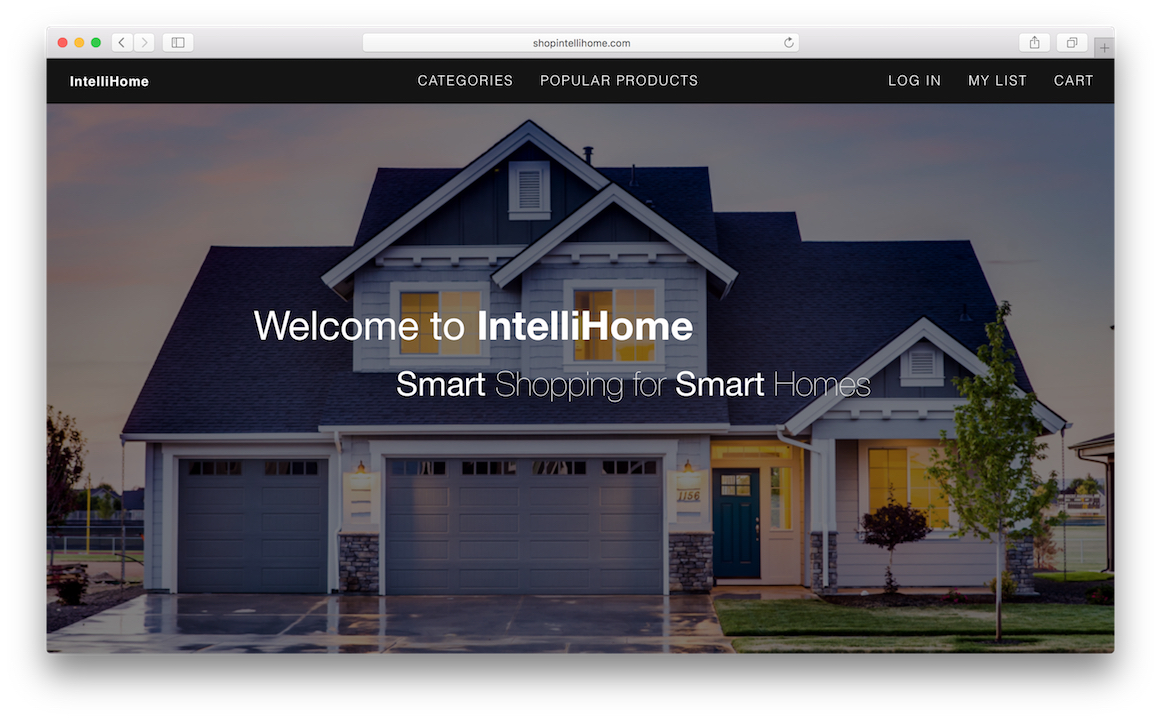 shopintellihome.com
IntelliHome CATEGORIES POPULAR PRODUCTS LOG IN MY LIST CART
Welcome to IntelliHome
Smart Shopping for Smart Homes
1156